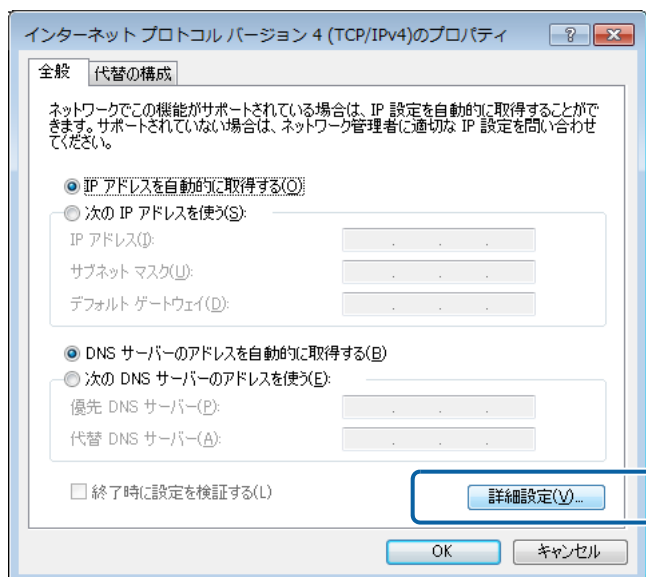 インターネット プロトコル バージョン 4 (TCP/IPv4)のプロパティ
全般
代替の構成
ネットワークでこの機能がサポートされている場合は、IP 設定を自動的に取得することがで
きます。サポートされていない場合は、ネットワーク管理者に適切な IP 設定を問い合わせ
てください。
IP アドレスを自動的に取得する(O)
次の IP アドレスを使う(S):
IP アドレス(I):
サブネット マスク(U):
デフォルト ゲートウェイ(D):
DNS サーバーのアドレスを自動的に取得する(B)
次の DNS サーバーのアドレスを使う(E):
優先 DNS サーバー(P):
代替 DNS サーバー(A):
終了時に設定を検証する(L)
詳細設定(V)...
OK
キャンセル